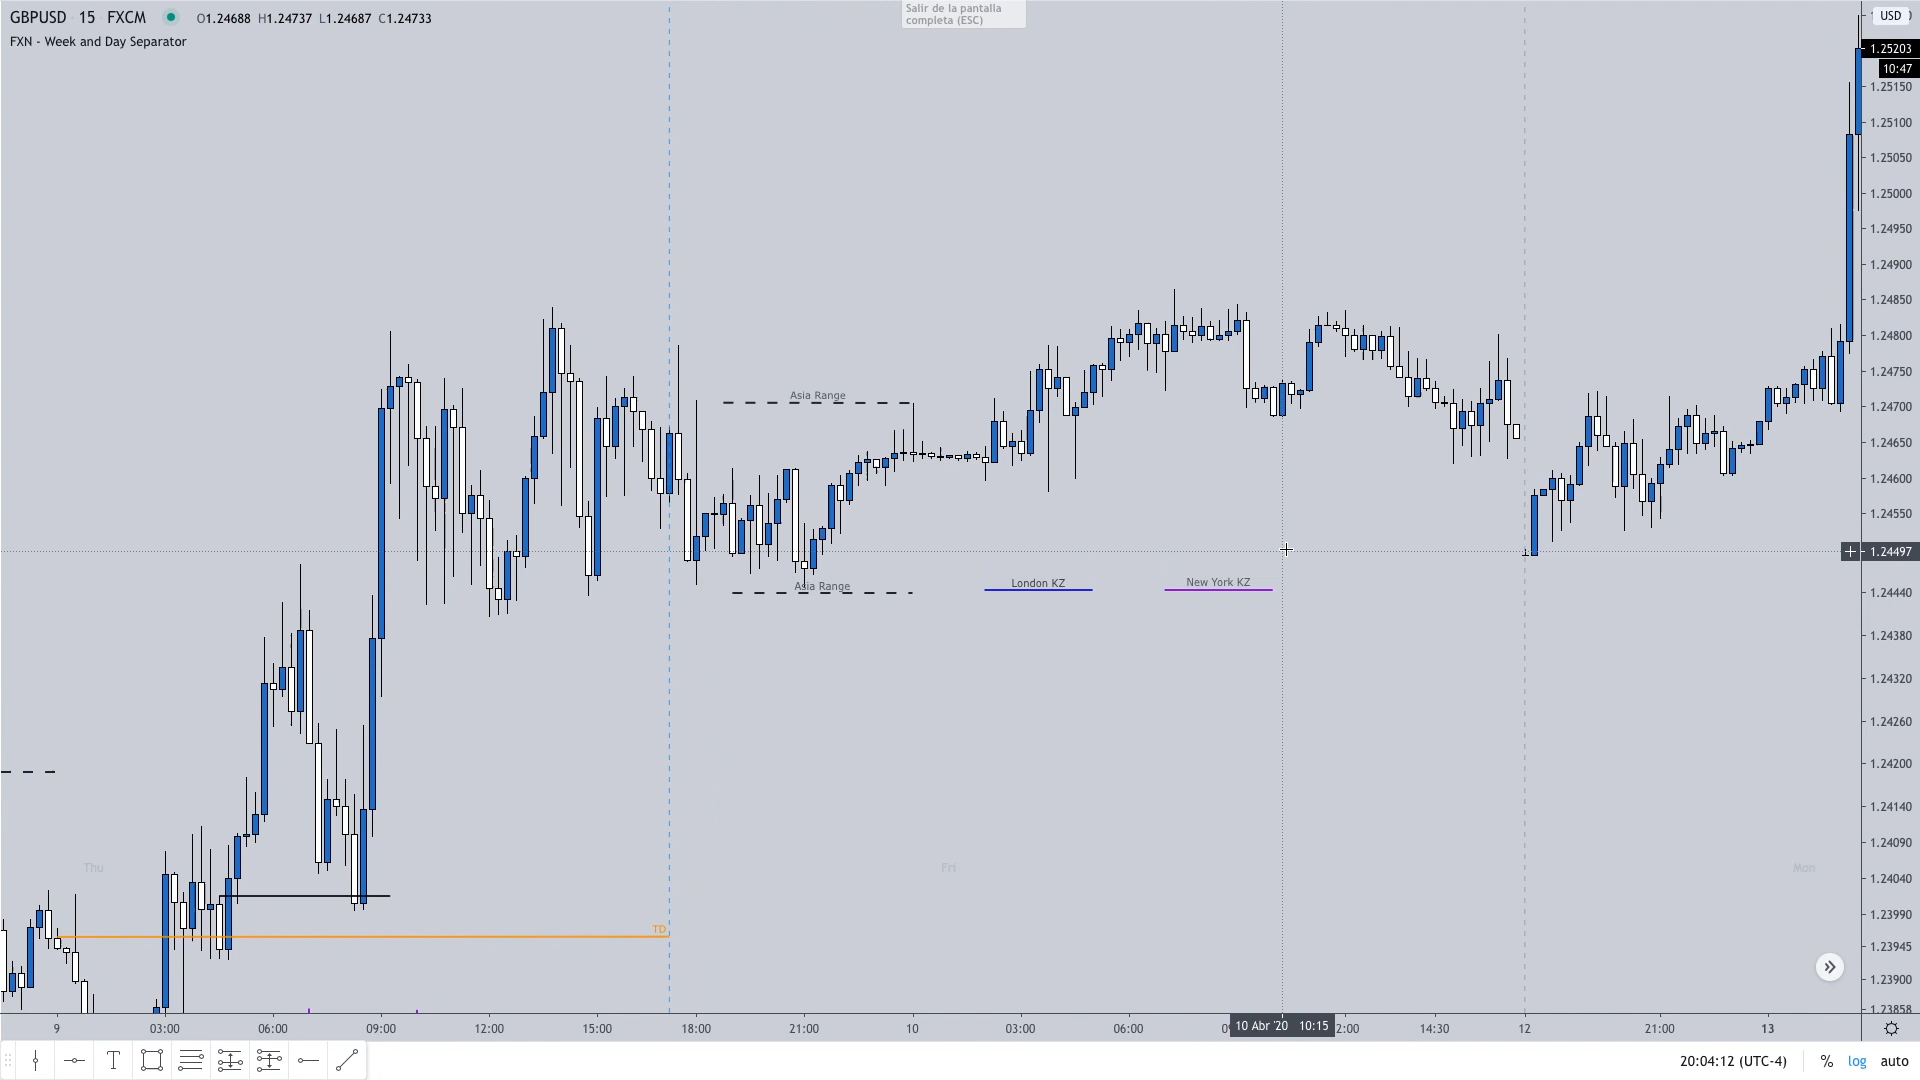 GBPUSD 15 FXCM O1.24688 H1.24737 L1.24687 C1.24733
FXN - Week and Day Separator
Salir de la pantalla
completa (ESC)
USD
1.25203
10:47
1.25150
1.25100
1.25050
1.25000
1.24950
1.24900
1.24850
1.24800
1.24750
1.24700
1.24650
1.24600
1.24550
1.24497
1.24440
1.24380
1.24320
1.24260
1.24200
1.24140
1.24090
1.24040
1.23990
1.23945
1.23900
1.23858
Asia Range
Asia Range
London KZ
New York KZ
Thu
Fri
Mon
TD
9 03:00 06:00 09:00 12:00 15:00 18:00 21:00 10 03:00 06:00 10 Abr '20 10:15 14:30 12 21:00 13
T
20:04:12 (UTC-4) % log auto